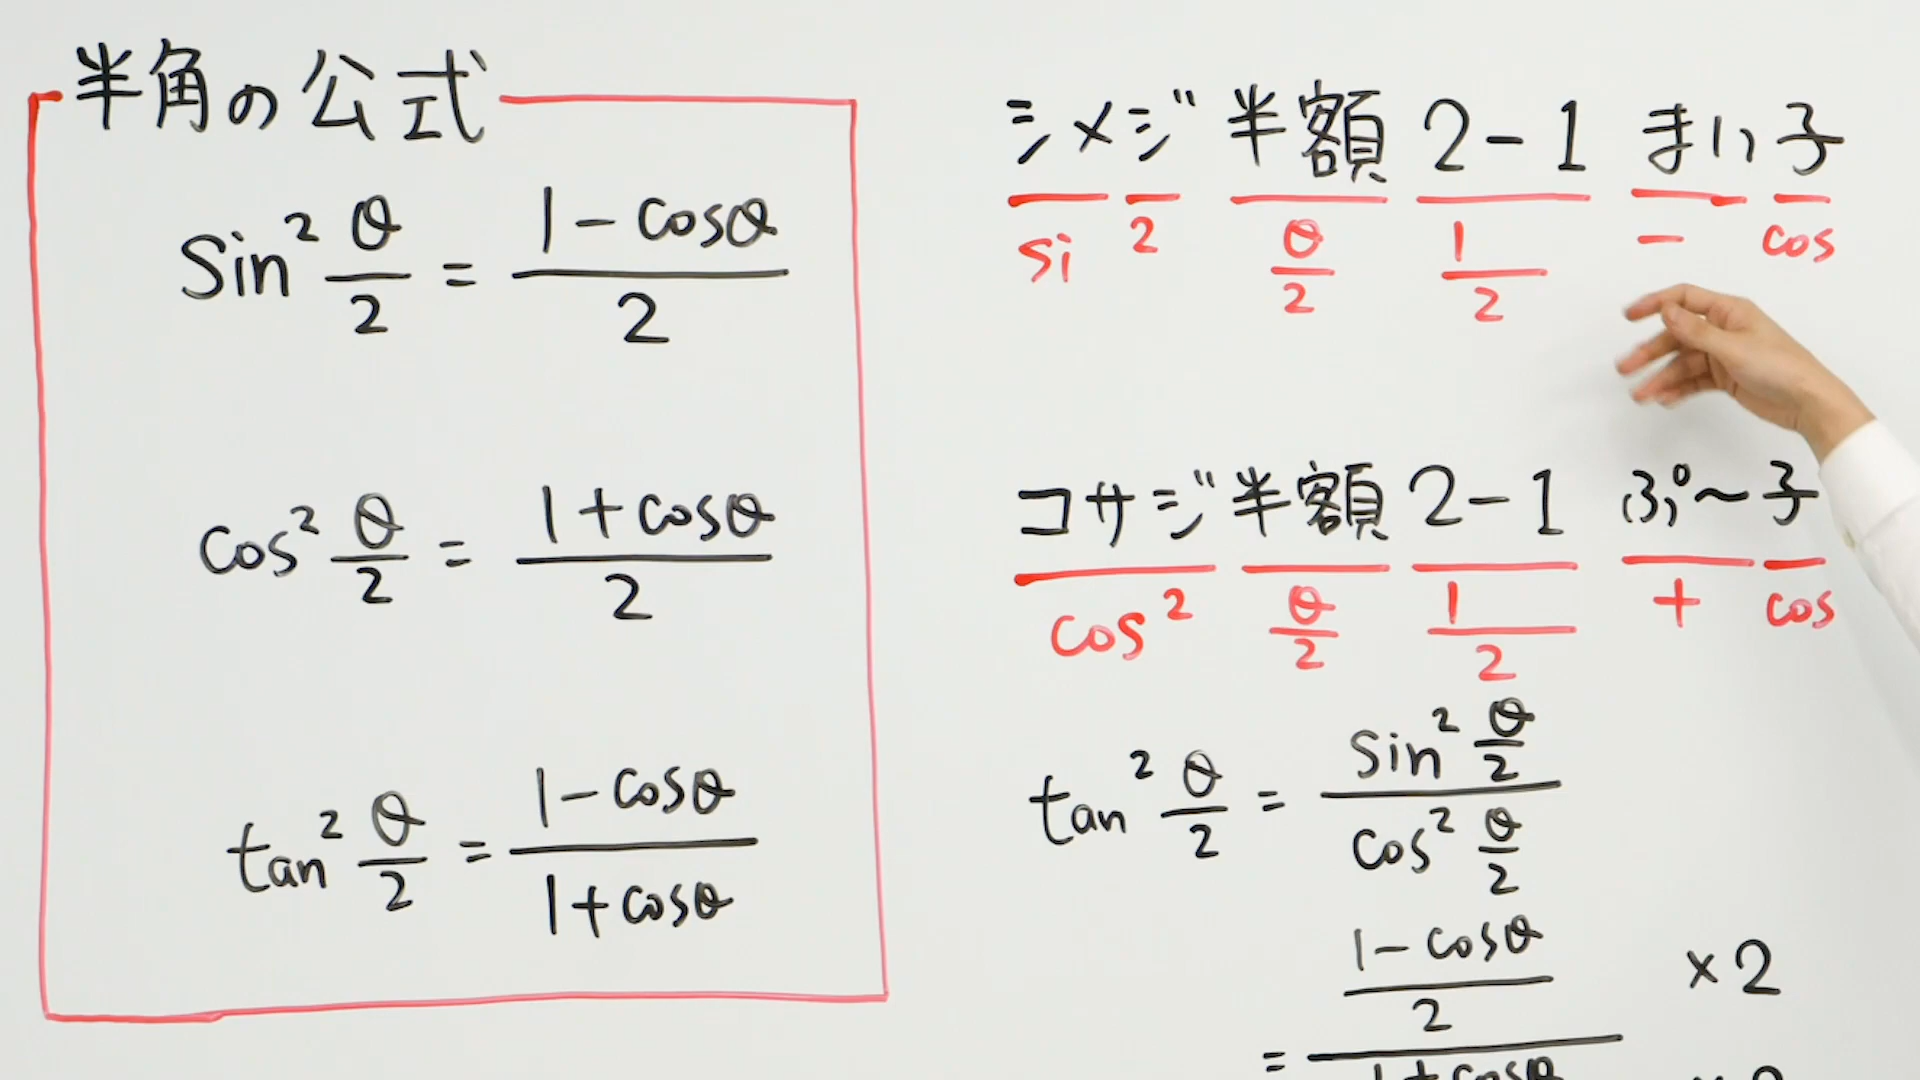 半角の公式
sin² θ/2 = (1 - cosθ)/2
cos² θ/2 = (1 + cosθ)/2
tan² θ/2 = (1 - cosθ)/(1 + cosθ)
シメジ 半額 2-1 まい子
si 2 θ/2 1/2 - cos
コサジ 半額 2-1 ぷ〜子
cos² θ/2 1/2 + cos
tan² θ/2 = (sin² θ/2)/(cos² θ/2)
= ((1 - cosθ)/2)/(1 + cosθ ×2